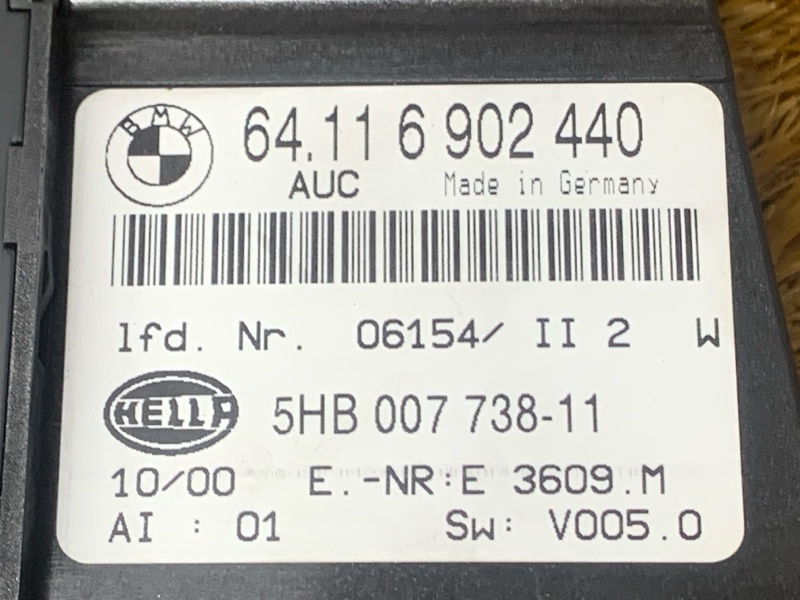 BMW 64.11 6 902 440
AUC Made in Germany
lfd. Nr. 06154/ II 2 W
HELLA 5HB 007 738-11
10/00 E.-NR:E 3609.M
AI : 01 Sw: V005.0